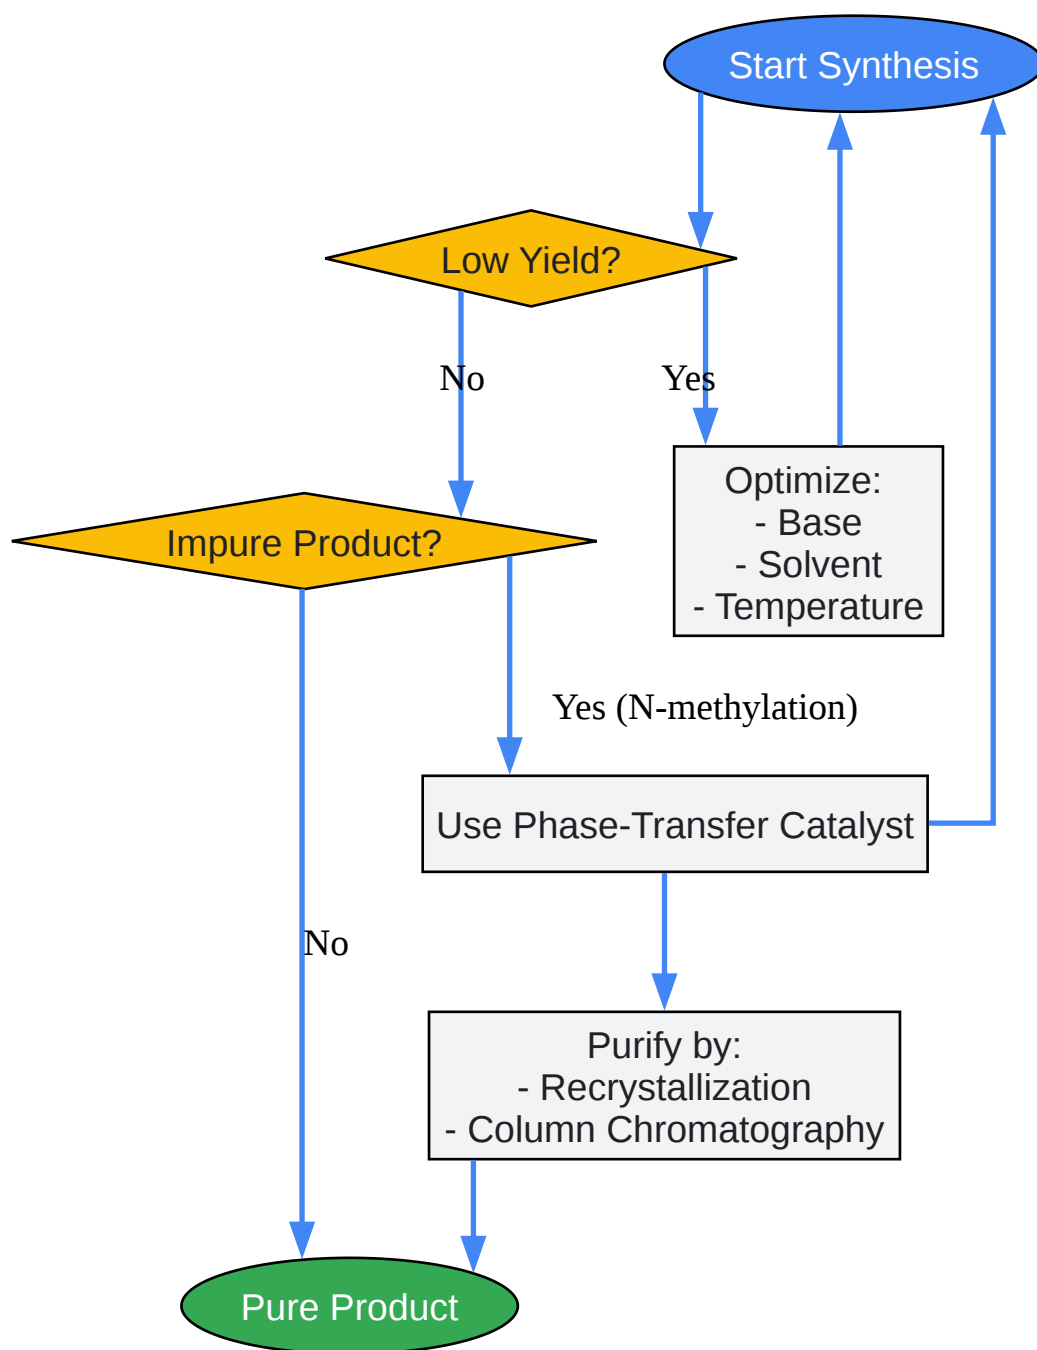 Start Synthesis
Low Yield?
No
Yes
Optimize:
- Base
- Solvent
- Temperature
Impure Product?
Yes (N-methylation)
Use Phase-Transfer Catalyst
No
Purify by:
- Recrystallization
- Column Chromatography
Pure Product